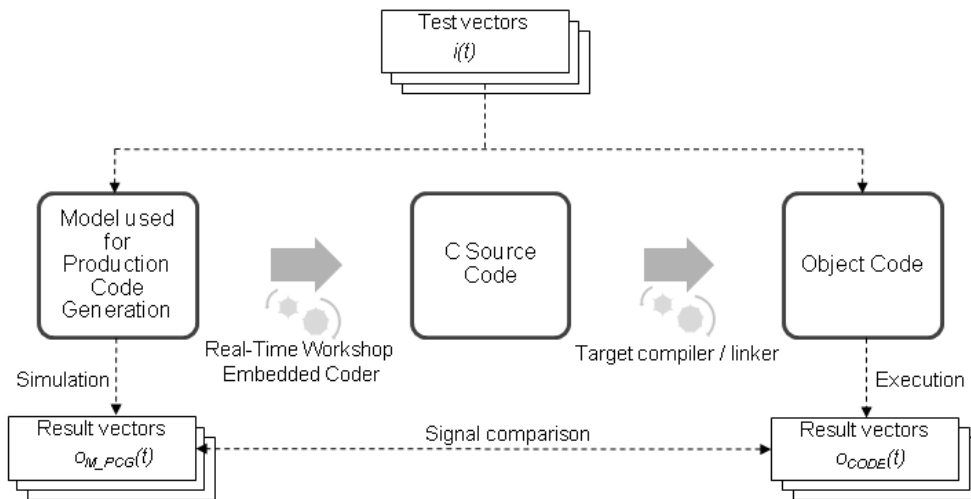 Test vectors
i(t)
Model used
for
Production
Code
Generation
C Source
Code
Object Code
Real-Time Workshop
Embedded Coder
Target compiler / linker
Simulation
Execution
Result vectors
oM_PCG(t)
Signal comparison
Result vectors
oCODE(t)